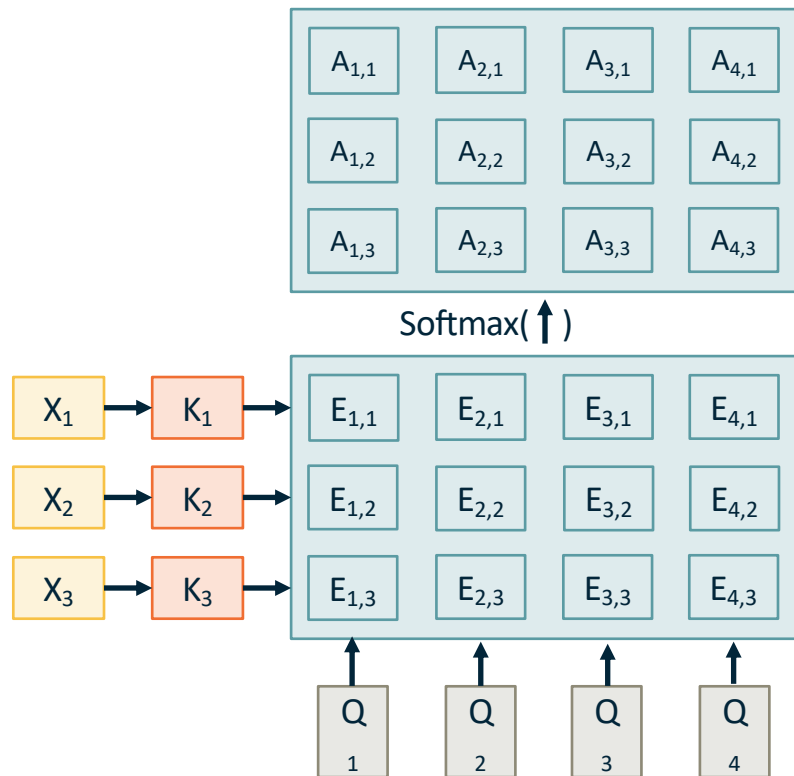 A1,1 A2,1 A3,1 A4,1
A1,2 A2,2 A3,2 A4,2
A1,3 A2,3 A3,3 A4,3
Softmax( )
X1 K1 E1,1 E2,1 E3,1 E4,1
X2 K2 E1,2 E2,2 E3,2 E4,2
X3 K3 E1,3 E2,3 E3,3 E4,3
Q Q Q Q
1 2 3 4